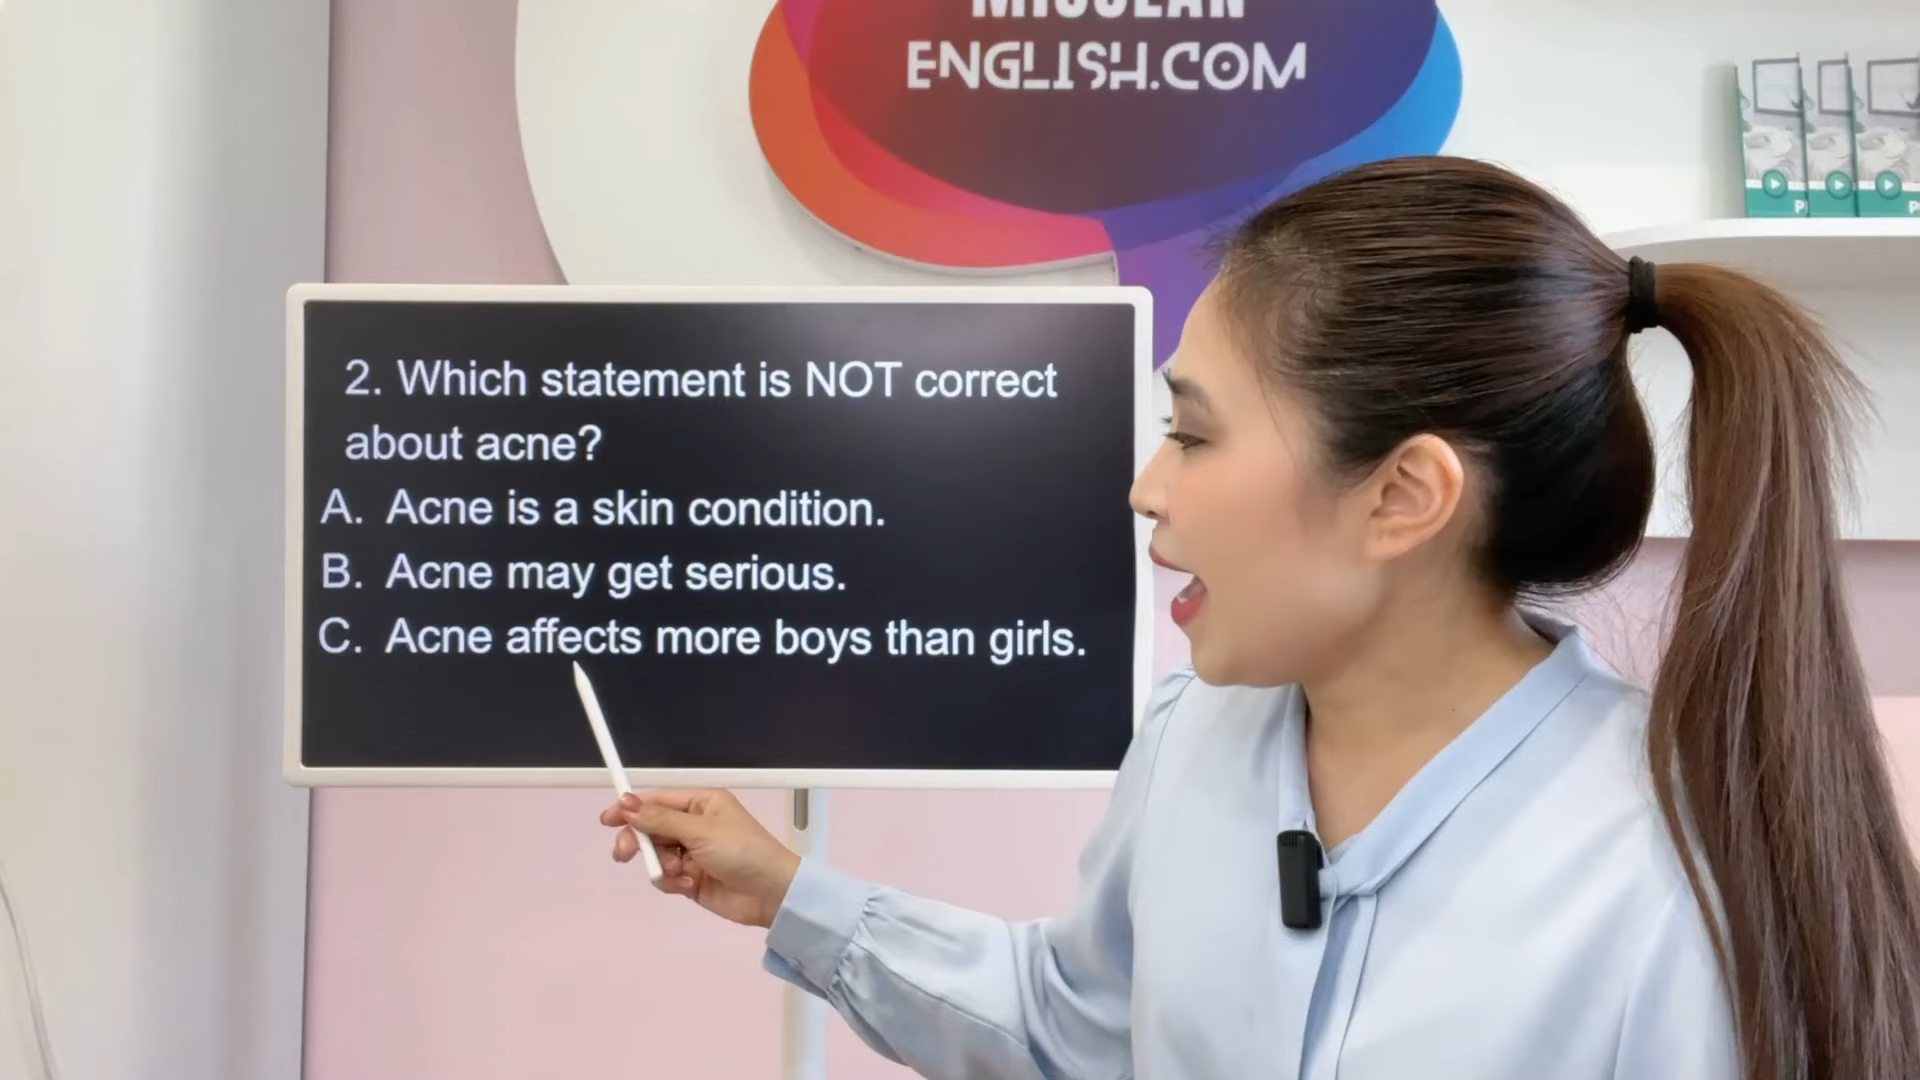 ENGLISH.COM
2. Which statement is NOT correct
about acne?
A. Acne is a skin condition.
B. Acne may get serious.
C. Acne affects more boys than girls.